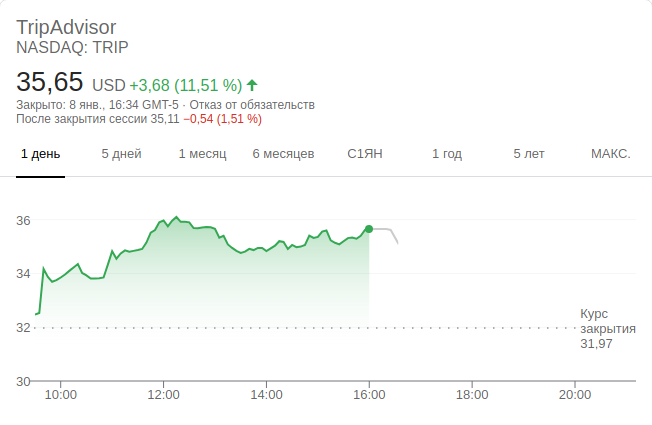 TripAdvisor
NASDAQ: TRIP
35,65 USD +3,68 (11,51 %)
Закрыто: 8 янв., 16:34 GMT-5 · Отказ от обязательств
После закрытия сессии 35,11 −0,54 (1,51 %)
1 день 5 дней 1 месяц 6 месяцев С1ЯН 1 год 5 лет МАКС.
36
34
32
30
Курс
закрытия
31,97
10:00 12:00 14:00 16:00 18:00 20:00